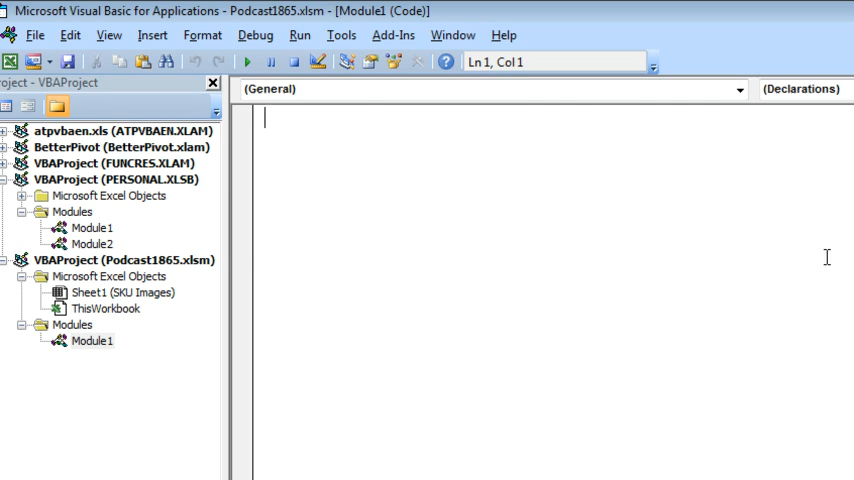 Microsoft Visual Basic for Applications - Podcast1865.xlsm - [Module1 (Code)]
File Edit View Insert Format Debug Run Tools Add-Ins Window Help
Ln 1, Col 1
roject - VBAProject
(General) (Declarations)
atpvbaen.xls (ATPVBAEN.XLAM)
BetterPivot (BetterPivot.xlam)
VBAProject (FUNCRES.XLAM)
VBAProject (PERSONAL.XLSB)
Microsoft Excel Objects
Modules
Module1
Module2
VBAProject (Podcast1865.xlsm)
Microsoft Excel Objects
Sheet1 (SKU Images)
ThisWorkbook
Modules
Module1